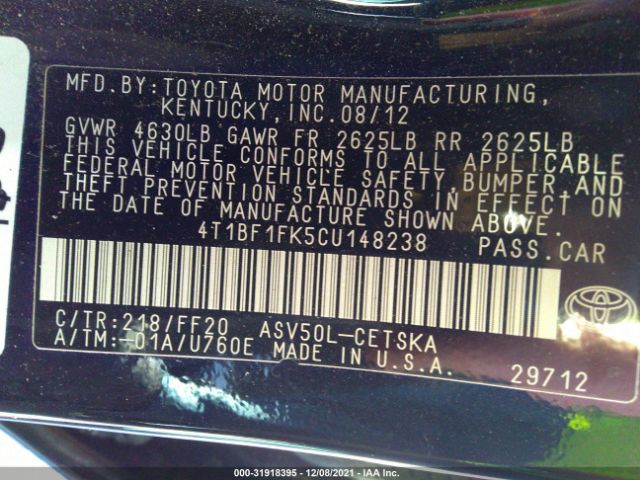 MFD.BY:TOYOTA MOTOR MANUFACTURING,
KENTUCKY,INC.08/12
GVWR 4630LB GAWR FR 2625LB RR 2625LB
THIS VEHICLE CONFORMS TO ALL APPLICABLE
FEDERAL MOTOR VEHICLE SAFETY,BUMPER,AND
THEFT PREVENTION STANDARDS IN EFFECT ON
THE DATE OF MANUFACTURE SHOWN ABOVE.
4T1BF1FK5CU148238 PASS.CAR
C/TR:218/FF20 ASV50L-CETSKA
A/TM:-01A/U760E MADE IN U.S.A.
29712
000-31918395 - 12/08/2021 - IAA Inc.